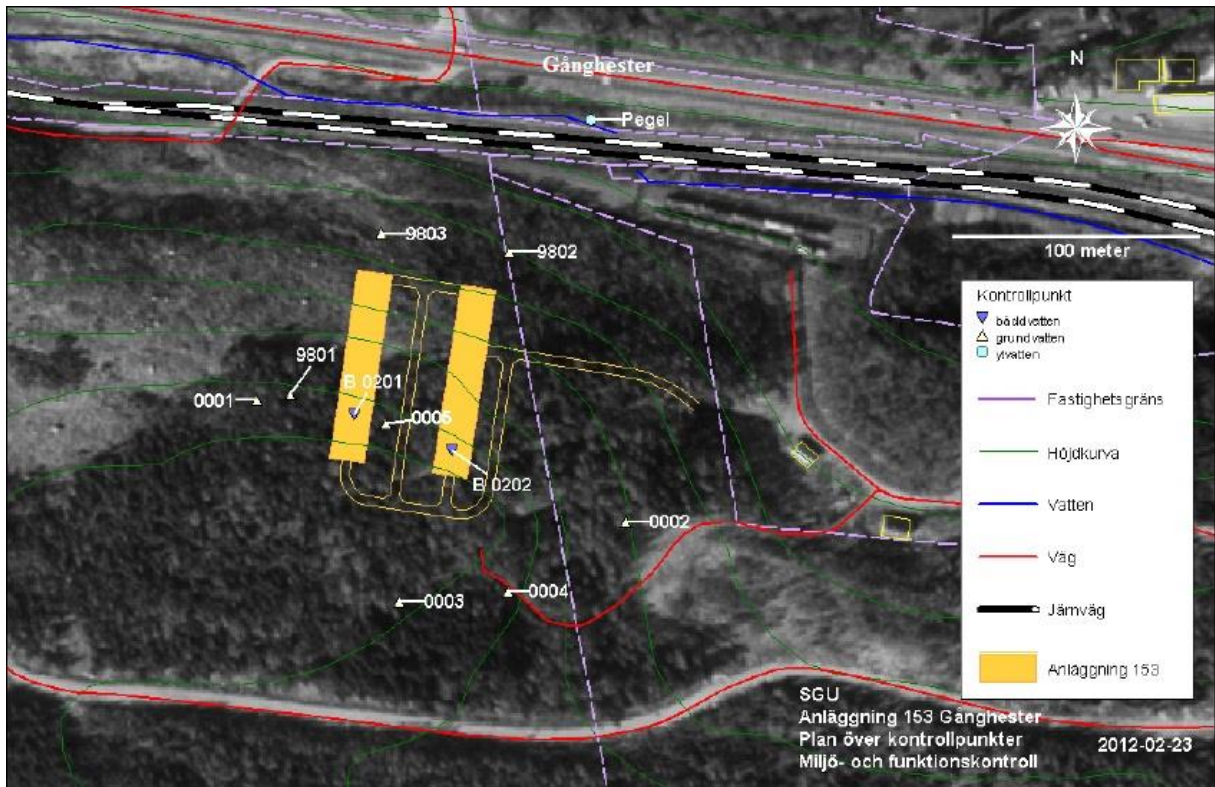 Gånghester
N
Pegel
9803
9802
100 meter
Kontrollpunkt
bäddvatten
grundvatten
ytvatten
9801
B 0201
0001
0005
Fastighetsgräns
Höjdkurva
B 0202
Vatten
0002
Väg
0004
0003
Järnväg
Anläggning 153
SGU
Anläggning 153 Gånghester
Plan över kontrollpunkter
2012-02-23
Miljö- och funktionskontroll